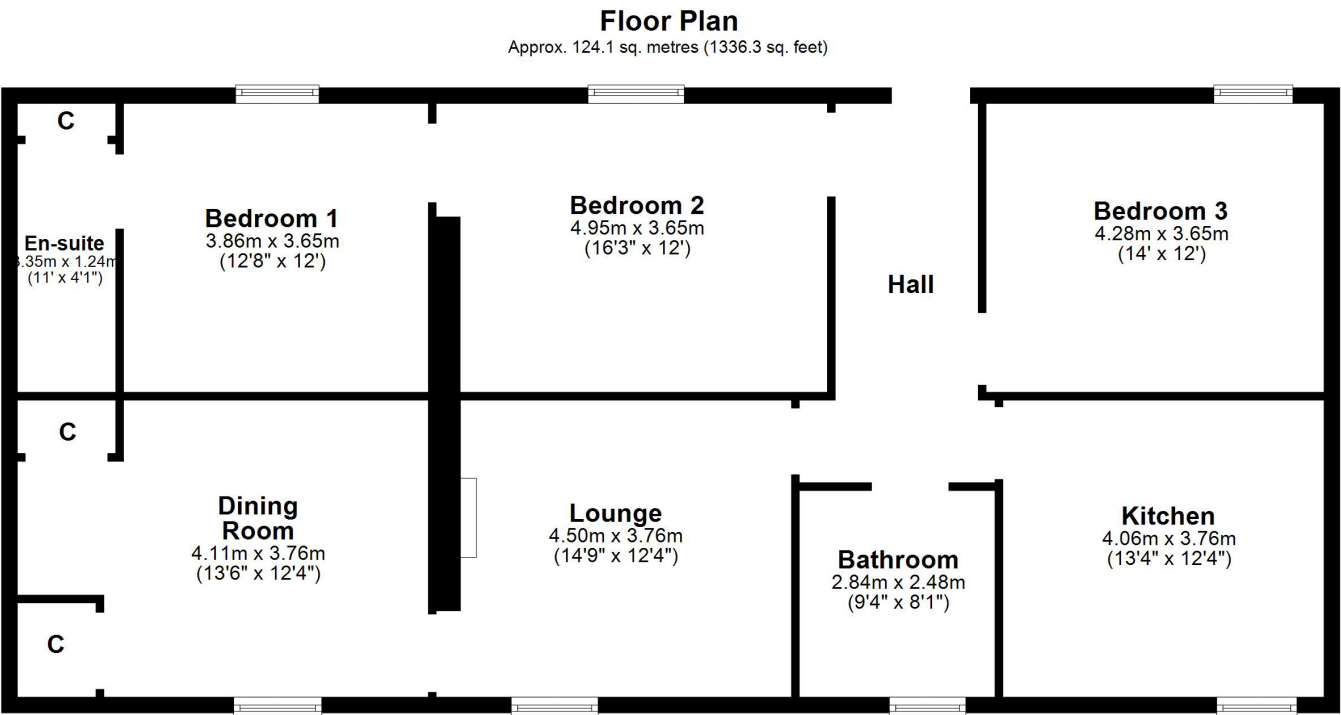 Floor Plan
Approx. 124.1 sq. metres (1336.3 sq. feet)
C
Bedroom 1
3.86m x 3.65m
(12'8" x 12')
Bedroom 2
4.95m x 3.65m
(16'3" x 12')
Bedroom 3
4.28m x 3.65m
(14' x 12')
En-suite
.35m x 1.24m
(11' x 4'1")
Hall
C
Dining
Room
4.11m x 3.76m
(13'6" x 12'4")
Lounge
4.50m x 3.76m
(14'9" x 12'4")
Bathroom
2.84m x 2.48m
(9'4" x 8'1")
Kitchen
4.06m x 3.76m
(13'4" x 12'4")
C